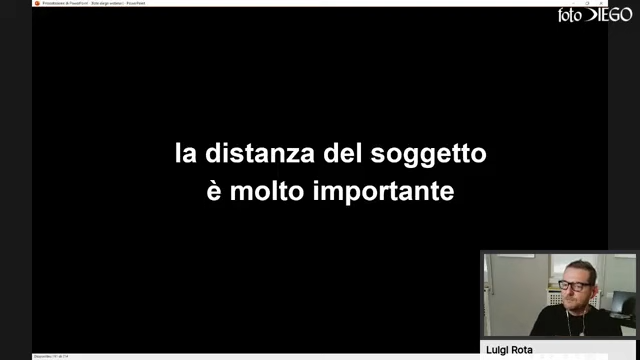 foto DIEGO
la distanza del soggetto
è molto importante
Luigi Rota